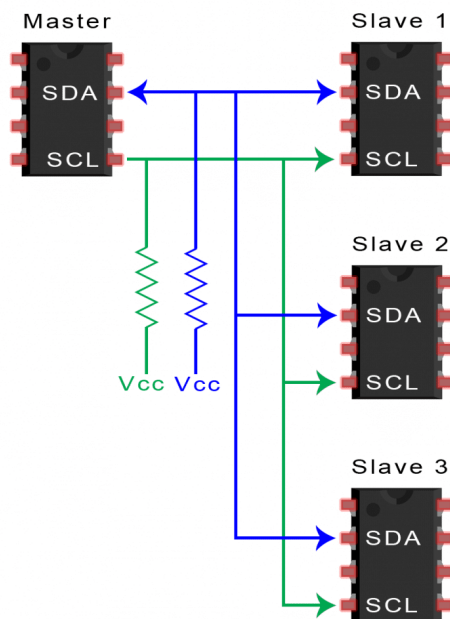 Master
Slave 1
SDA
SDA
SCL
SCL
Slave 2
SDA
Vcc Vcc
SCL
Slave 3
SDA
SCL